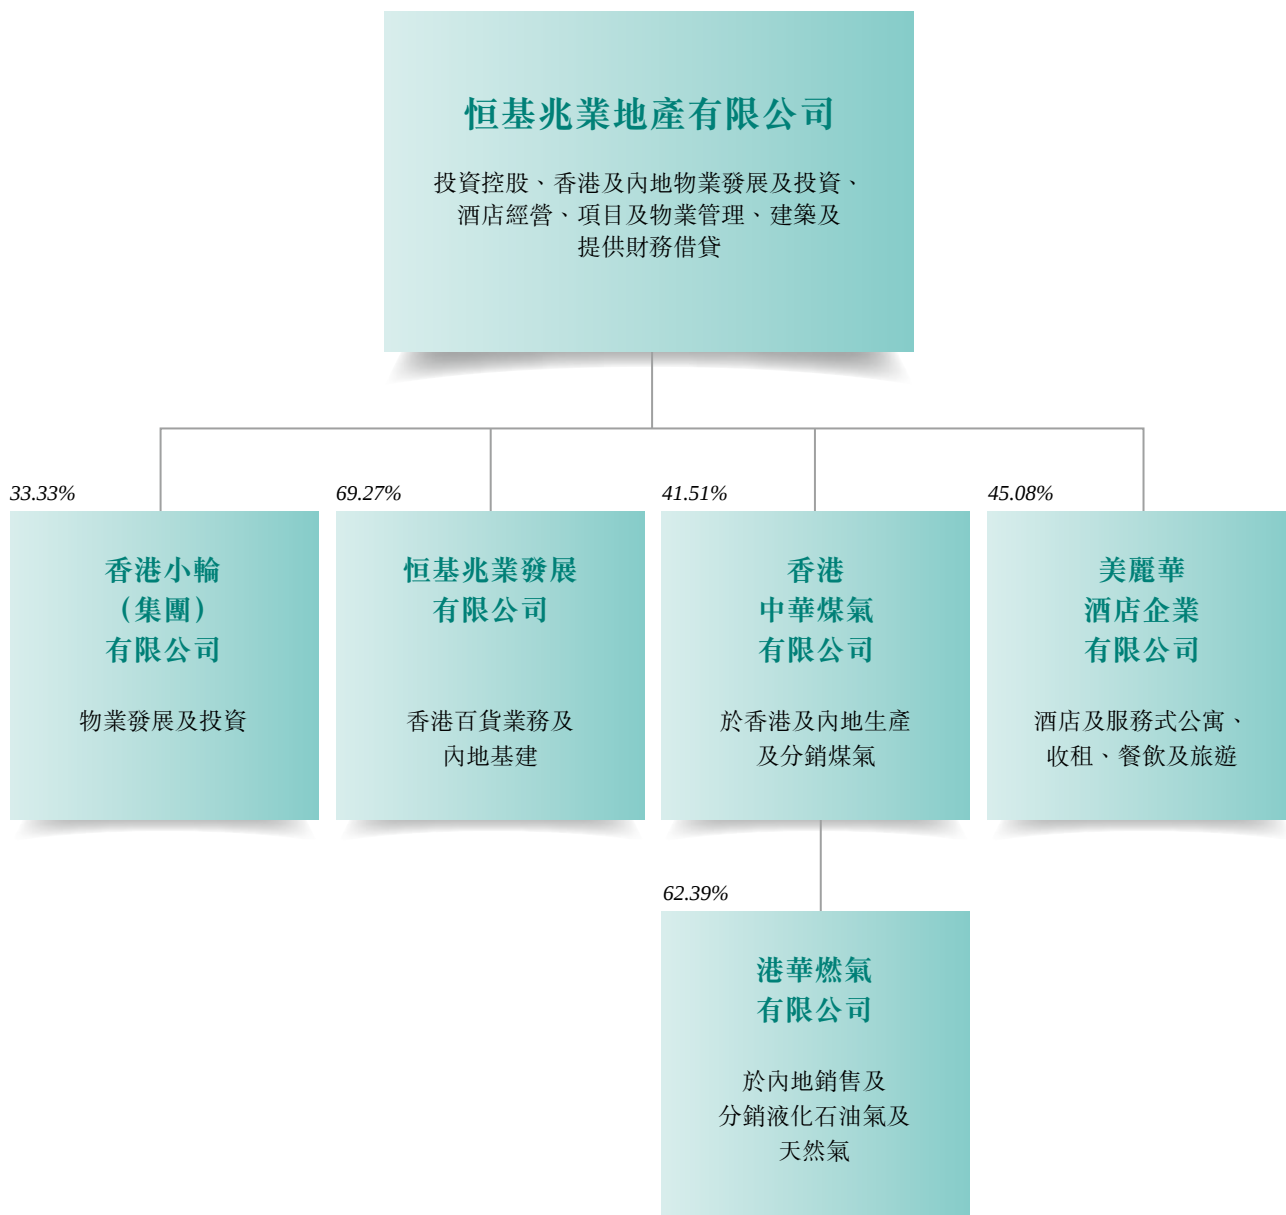 恒基兆業地產有限公司
投資控股、香港及內地物業發展及投資、
酒店經營、項目及物業管理、建築及
提供財務借貸
33.33%
香港小輪
（集團）
有限公司
物業發展及投資
69.27%
恒基兆業發展
有限公司
香港百貨業務及
內地基建
41.51%
香港
中華煤氣
有限公司
於香港及內地生產
及分銷煤氣
45.08%
美麗華
酒店企業
有限公司
酒店及服務式公寓、
收租、餐飲及旅遊
62.39%
港華燃氣
有限公司
於內地銷售及
分銷液化石油氣及
天然氣